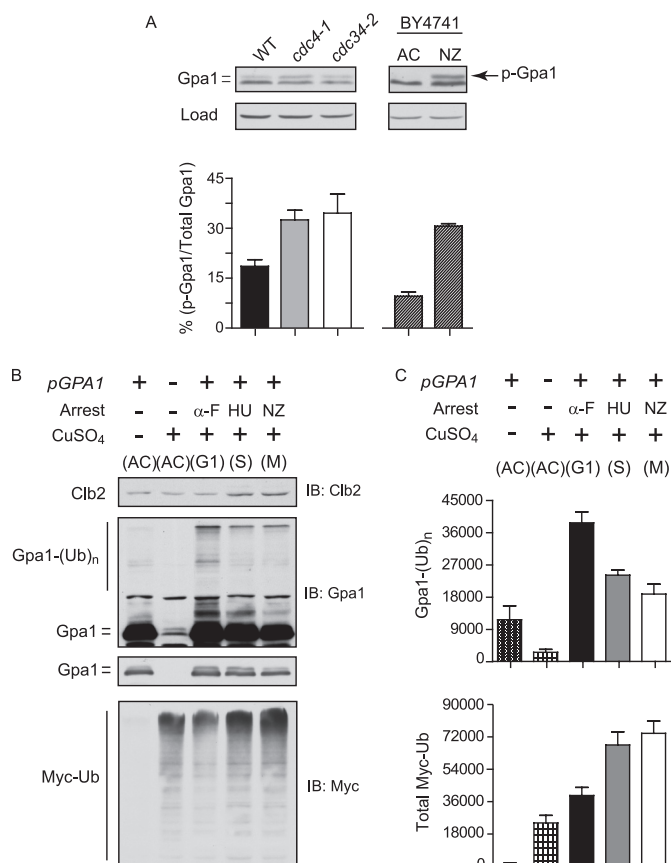 A
WT cdc4-1 cdc34-2
BY4741
AC NZ
Gpa1
p-Gpa1
Load
% (p-Gpa1/Total Gpa1)
45
30
15
0
B
pGPA1 + - + + +
Arrest - - α-F HU NZ
CuSO4 - + + + +
(AC)(AC)(G1) (S) (M)
Clb2
IB: Clb2
Gpa1-(Ub)n
IB: Gpa1
Gpa1
Gpa1
Myc-Ub
IB: Myc
C
pGPA1 + - + + +
Arrest - - α-F HU NZ
CuSO4 - + + + +
(AC) (AC) (G1) (S) (M)
Gpa1-(Ub)n
45000
36000
27000
18000
9000
0
Total Myc-Ub
90000
72000
54000
36000
18000
0